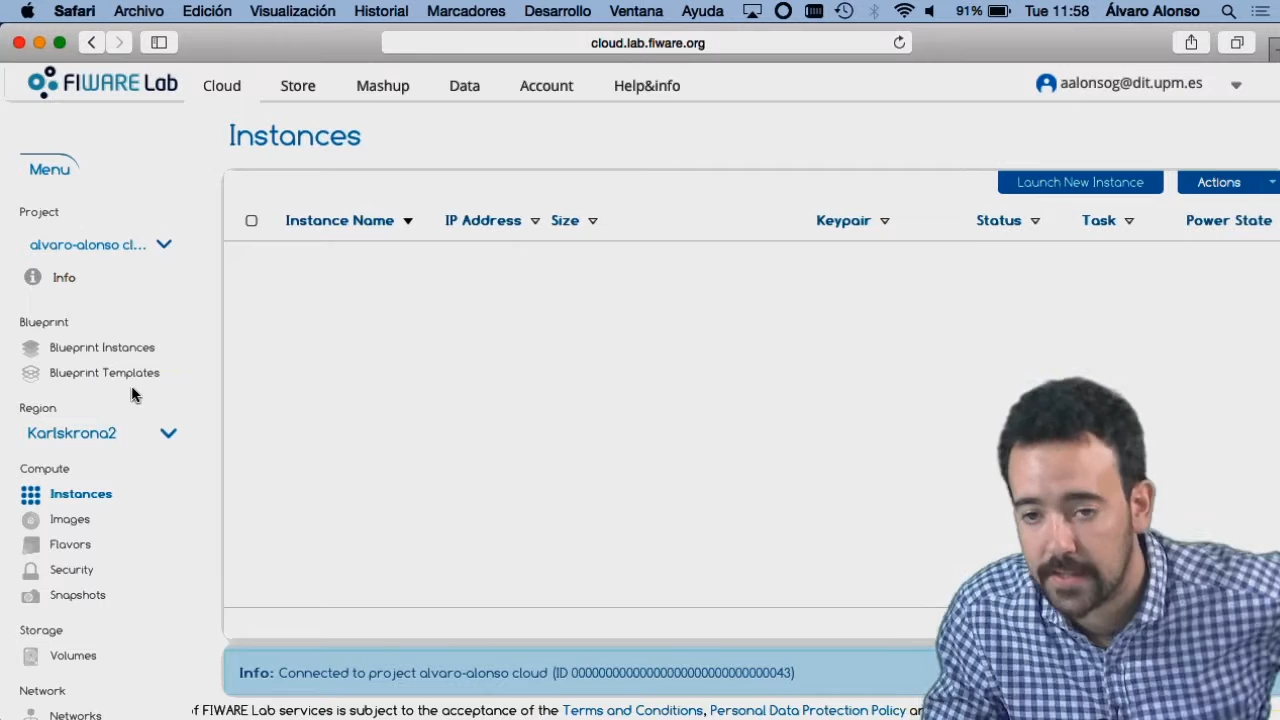 Safari Archivo Edición Visualización Historial Marcadores Desarrollo Ventana Ayuda 91% Tue 11:58 Álvaro Alonso
cloud.lab.fiware.org
FIWARE Lab Cloud Store Mashup Data Account Help&info aalonsog@dit.upm.es
Instances
Menu
Launch New Instance Actions
Project
Instance Name IP Address Size Keypair Status Task Power State
alvaro-alonso cl...
Info
Blueprint
Blueprint Instances
Blueprint Templates
Region
Karlskrona2
Compute
Instances
Images
Flavors
Security
Snapshots
Storage
Volumes
Info: Connected to project alvaro-alonso cloud (ID 00000000000000000000000000000043)
Network
Networks
of FIWARE Lab services is subject to the acceptance of the Terms and Conditions, Personal Data Protection Policy